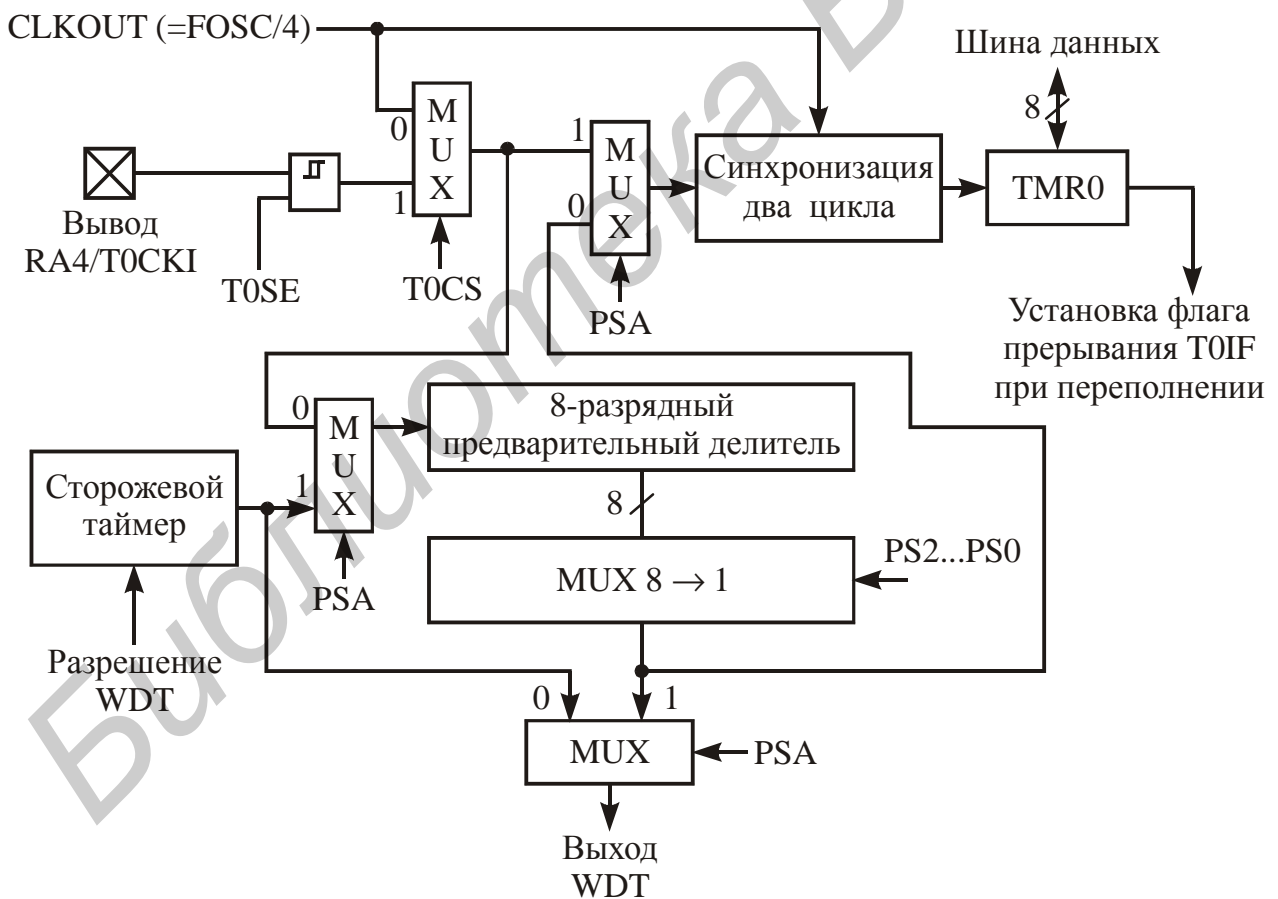 CLKOUT (=FOSC/4)
Шина данных
8
M
U
X
0
1
Вывод
RA4/T0CKI
T0SE
T0CS
1
0
M
U
X
PSA
Синхронизация
два цикла
TMR0
Установка флага
прерывания T0IF
при переполнении
0
1
M
U
X
PSA
8-разрядный
предварительный делитель
8
Сторожевой
таймер
Разрешение
WDT
MUX 8 → 1
PS2...PS0
0
1
MUX
PSA
Выход
WDT
Библиотека Б